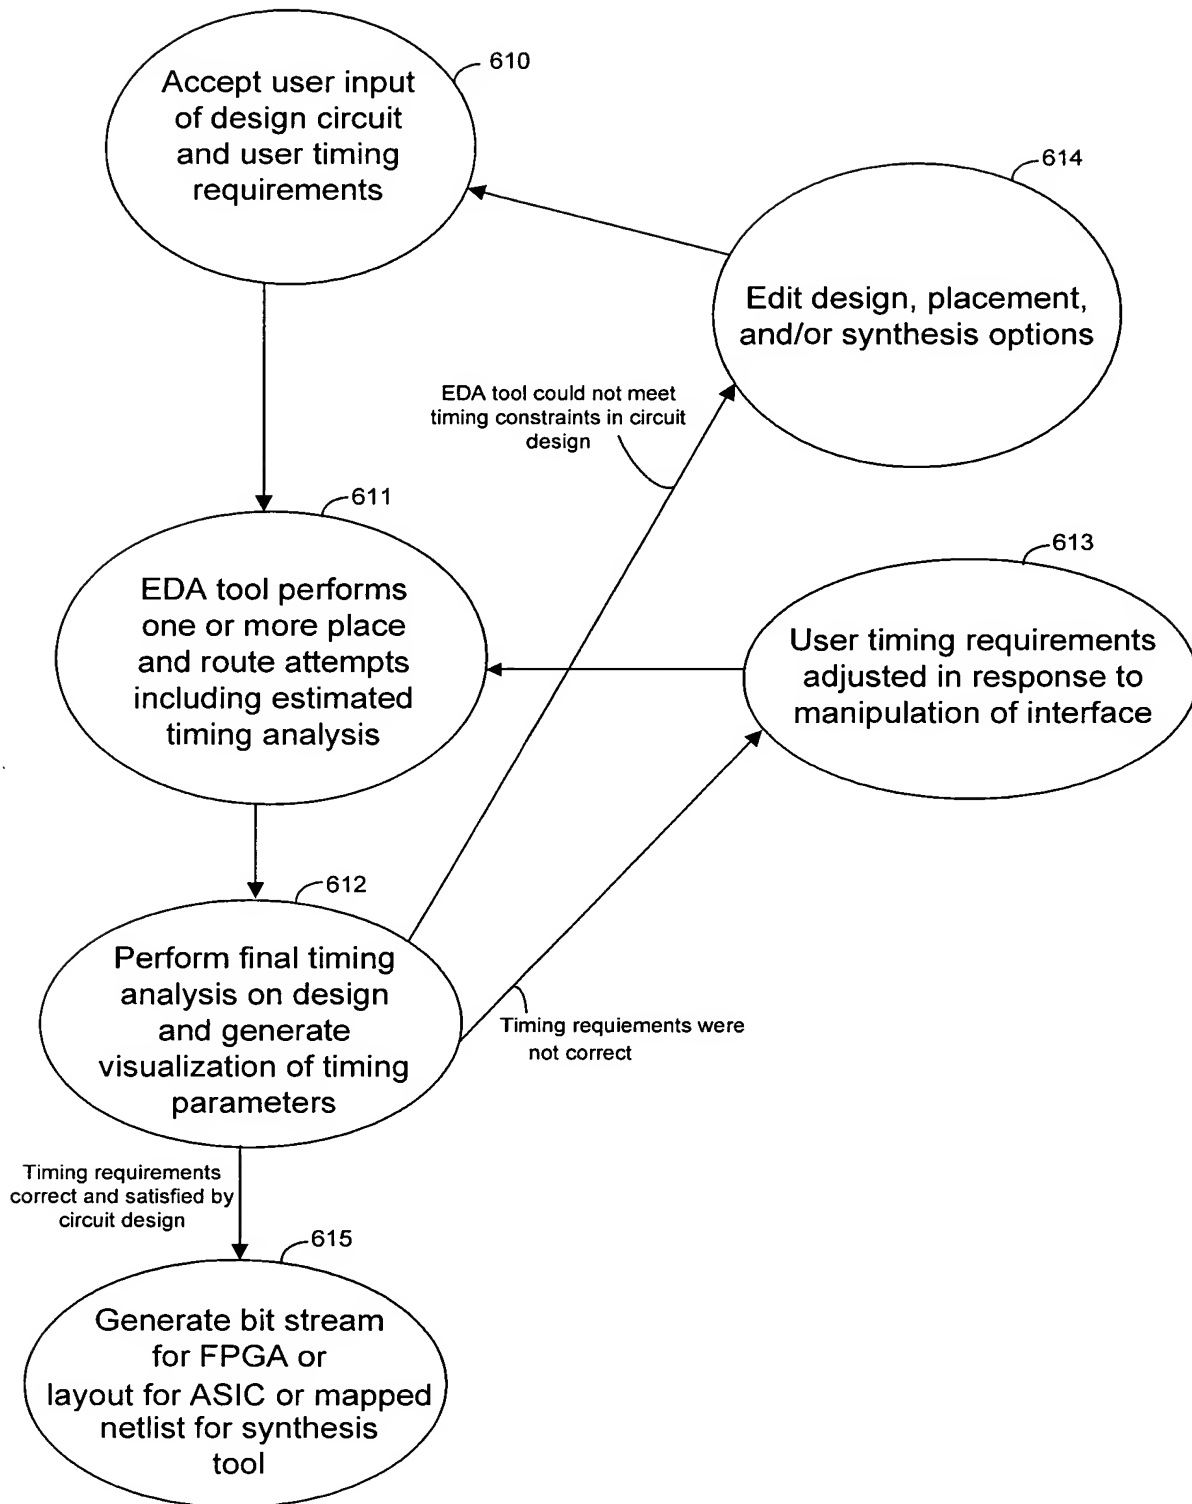 610
Accept user input
of design circuit
and user timing
requirements
614
Edit design, placement,
and/or synthesis options
EDA tool could not meet
timing constraints in circuit
design
611
EDA tool performs
one or more place
and route attempts
including estimated
timing analysis
613
User timing requirements
adjusted in response to
manipulation of interface
612
Perform final timing
analysis on design
and generate
visualization of timing
parameters
Timing requiements were
not correct
Timing requirements
correct and satisfied by
circuit design
615
Generate bit stream
for FPGA or
layout for ASIC or mapped
netlist for synthesis
tool